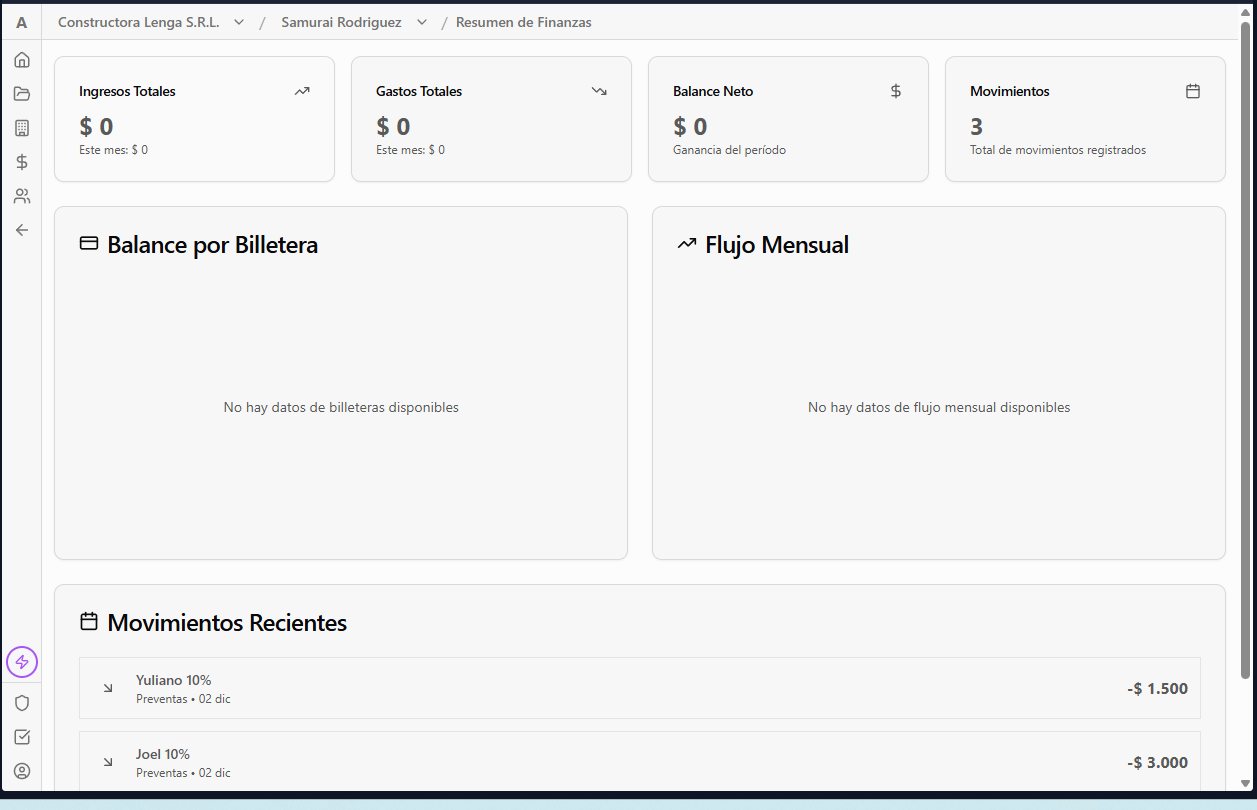 A
Constructora Lenga S.R.L. / Samurai Rodriguez / Resumen de Finanzas
Ingresos Totales
$ 0
Este mes: $ 0
Gastos Totales
$ 0
Este mes: $ 0
Balance Neto
$ 0
Ganancia del período
Movimientos
3
Total de movimientos registrados
Balance por Billetera
No hay datos de billeteras disponibles
Flujo Mensual
No hay datos de flujo mensual disponibles
Movimientos Recientes
Yuliano 10%
Preventas • 02 dic
-$ 1.500
Joel 10%
Preventas • 02 dic
-$ 3.000